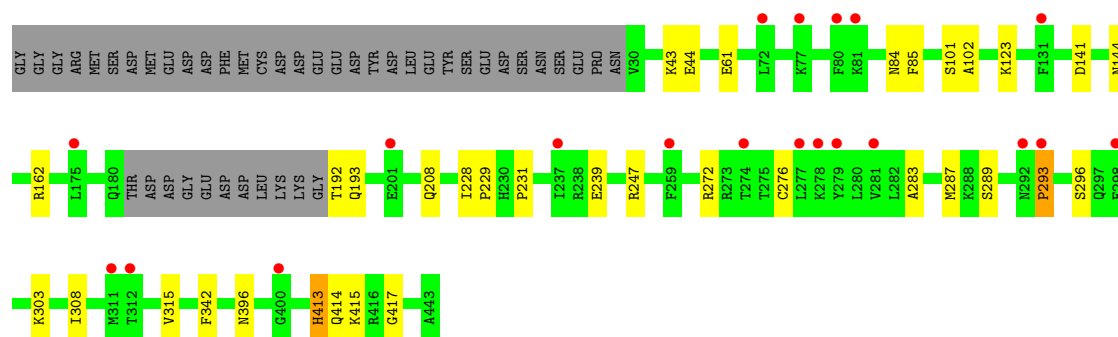 GLY GLY GLY ARG MET SER ASP ASP MET GLU ASP ASP PHE MET CYS ASP ASP GLU GLU ASP TYR ASP LEU GLU TYR SER GLU ASP SER ASN SER GLU PRO ASN V30 K43 E44 E61 L72 K77 F80 K81 N84 F85 S101 A102 K123 F131 D141 N144
R162 L175 Q180 THR ASP ASP GLY GLU ASP ASP LEU LYS LYS GLY T192 Q193 E201 Q208 I228 P229 H230 P231 I237 R238 E239 R247 F259 R272 R273 T274 T275 C276 L277 K278 Y279 L280 V281 L282 A283 M287 K288 S289 N292 P293 S296 Q297
K303 I308 M311 T312 V315 F342 N396 G400 H413 Q414 K415 R416 G417 A443